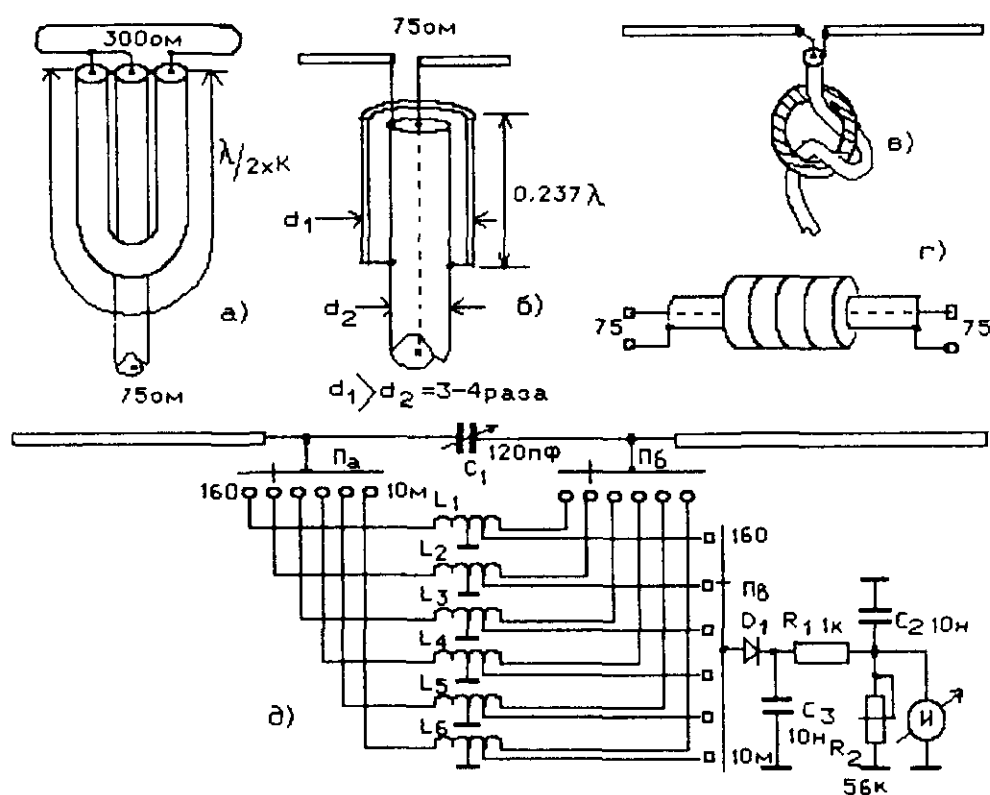 300ом
λ/2хК
а)
75ом
75ом
0,237λ
d1
d2
б)
d1>d2=3-4раза
в)
г)
75
75
Па
C1
120пф
Пб
160
10м
L1
160
L2
Пв
L3
D1
R1 1к
C2 10н
L4
L5
C3
10н
И
д)
L6
10м
R2
56к